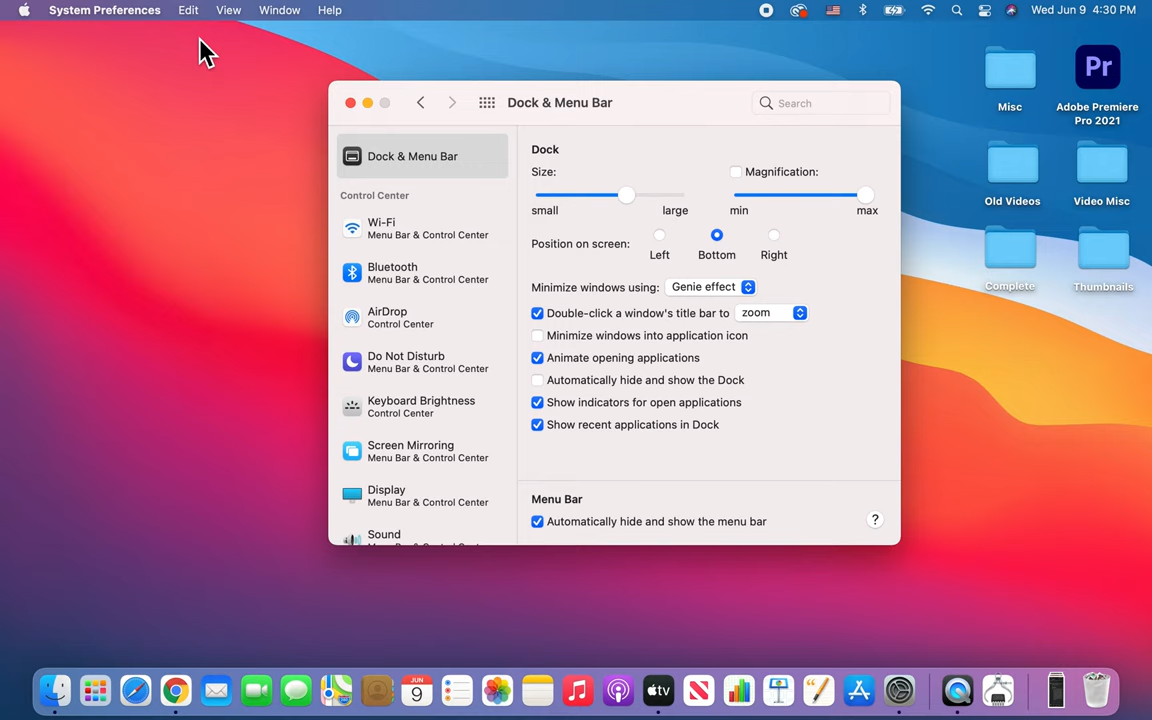 System Preferences Edit View Window Help
Wed Jun 9 4:30 PM
Misc
Pr
Adobe Premiere
Pro 2021
Old Videos
Video Misc
Complete
Thumbnails
Dock & Menu Bar
Search
Dock & Menu Bar
Control Center
Wi-Fi
Menu Bar & Control Center
Bluetooth
Menu Bar & Control Center
AirDrop
Control Center
Do Not Disturb
Menu Bar & Control Center
Keyboard Brightness
Control Center
Screen Mirroring
Menu Bar & Control Center
Display
Menu Bar & Control Center
Sound
Dock
Size:
Magnification:
small large min max
Position on screen:
Left Bottom Right
Minimize windows using: Genie effect
Double-click a window's title bar to zoom
Minimize windows into application icon
Animate opening applications
Automatically hide and show the Dock
Show indicators for open applications
Show recent applications in Dock
Menu Bar
Automatically hide and show the menu bar
?
JUN
9
tv